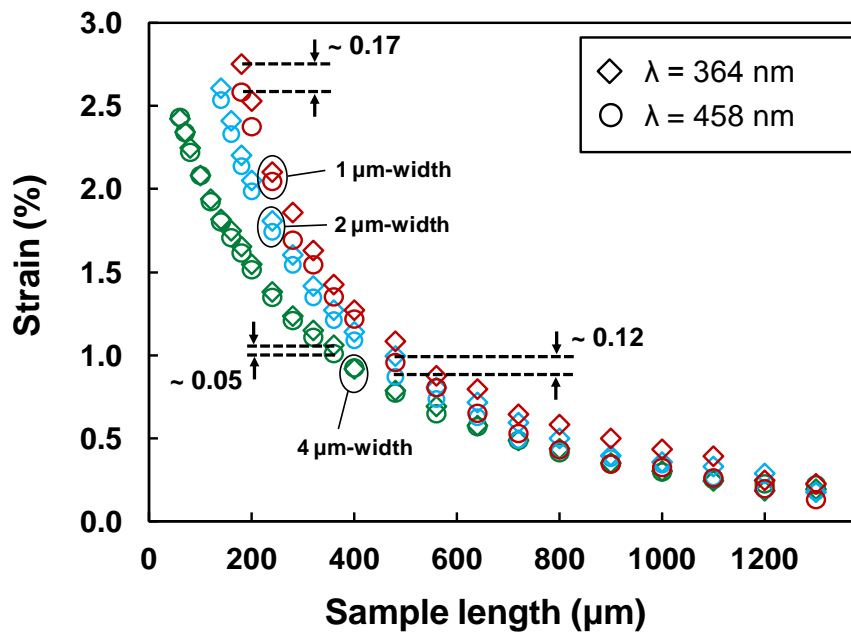 3.0
2.5
2.0
1.5
1.0
0.5
0.0
Strain (%)
~ 0.17
λ = 364 nm
λ = 458 nm
1 µm-width
2 µm-width
~ 0.12
~ 0.05
4 µm-width
0 200 400 600 800 1000 1200
Sample length (µm)